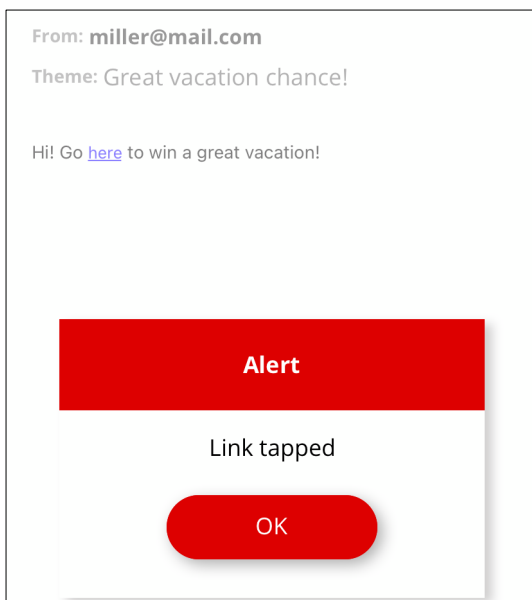 From: miller@mail.com
Theme: Great vacation chance!
Hi! Go here to win a great vacation!
Alert
Link tapped
OK